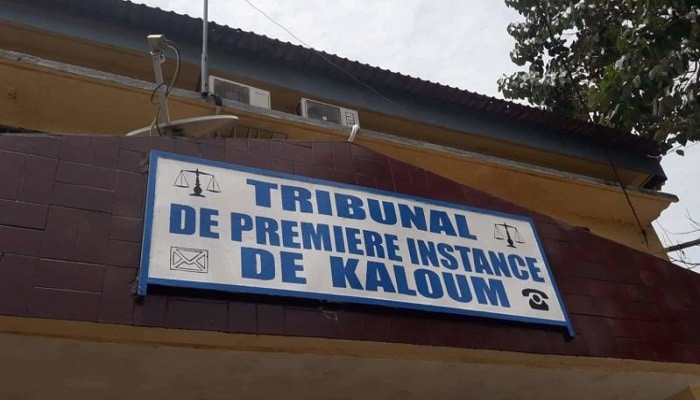 TRIBUNAL
DE PREMIERE INSTANCE
DE KALOUM